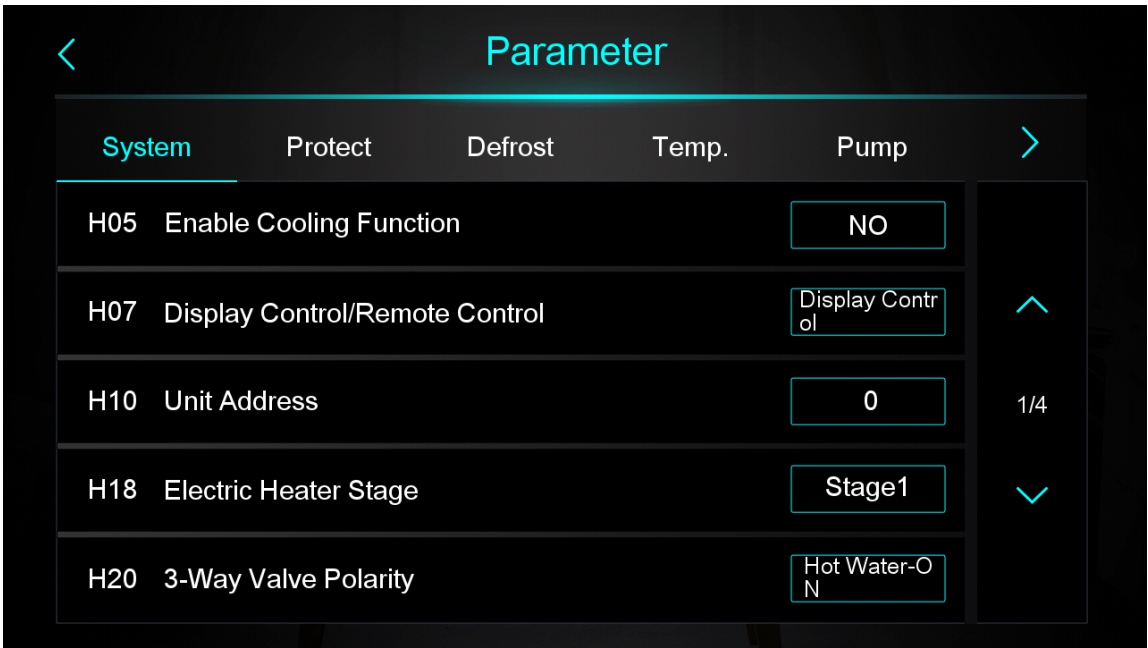 Parameter
System Protect Defrost Temp. Pump
H05 Enable Cooling Function NO
H07 Display Control/Remote Control Display Contr
ol
H10 Unit Address 0
1/4
H18 Electric Heater Stage Stage1
H20 3-Way Valve Polarity Hot Water-O
N